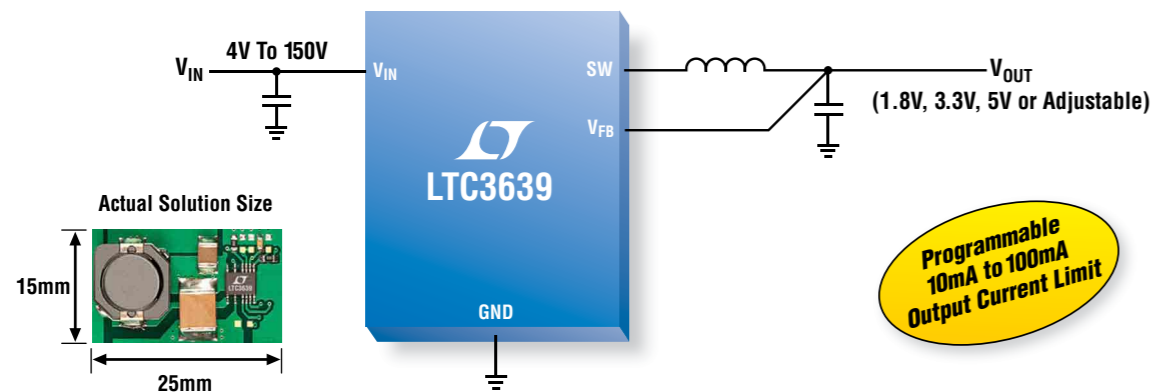 4V To 150V
VIN
VIN
SW
VOUT
(1.8V, 3.3V, 5V or Adjustable)
VFB
LTC3639
GND
Actual Solution Size
15mm
LTC3639
25mm
Programmable
10mA to 100mA
Output Current Limit